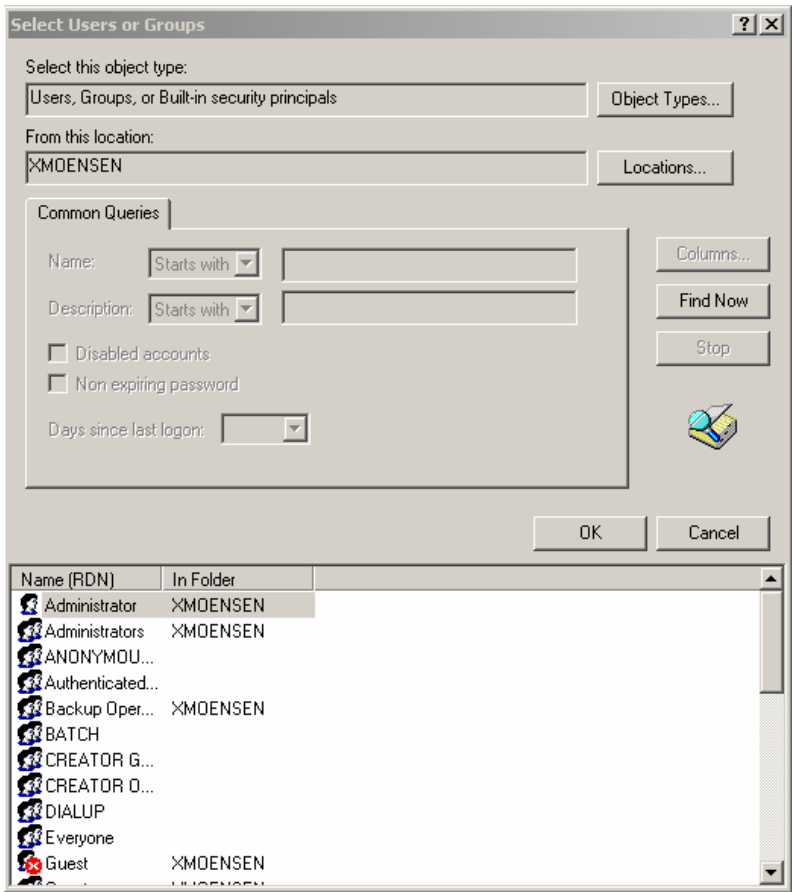 Select Users or Groups
Select this object type:
Users, Groups, or Built-in security principals
Object Types...
From this location:
XMOENSEN
Locations...
Common Queries
Name:
Starts with
Columns...
Description:
Starts with
Find Now
Disabled accounts
Stop
Non expiring password
Days since last logon:
OK
Cancel
Name (RDN) In Folder
Administrator XMOENSEN
Administrators XMOENSEN
ANONYMOU...
Authenticated...
Backup Oper... XMOENSEN
BATCH
CREATOR G...
CREATOR O...
DIALUP
Everyone
Guest XMOENSEN